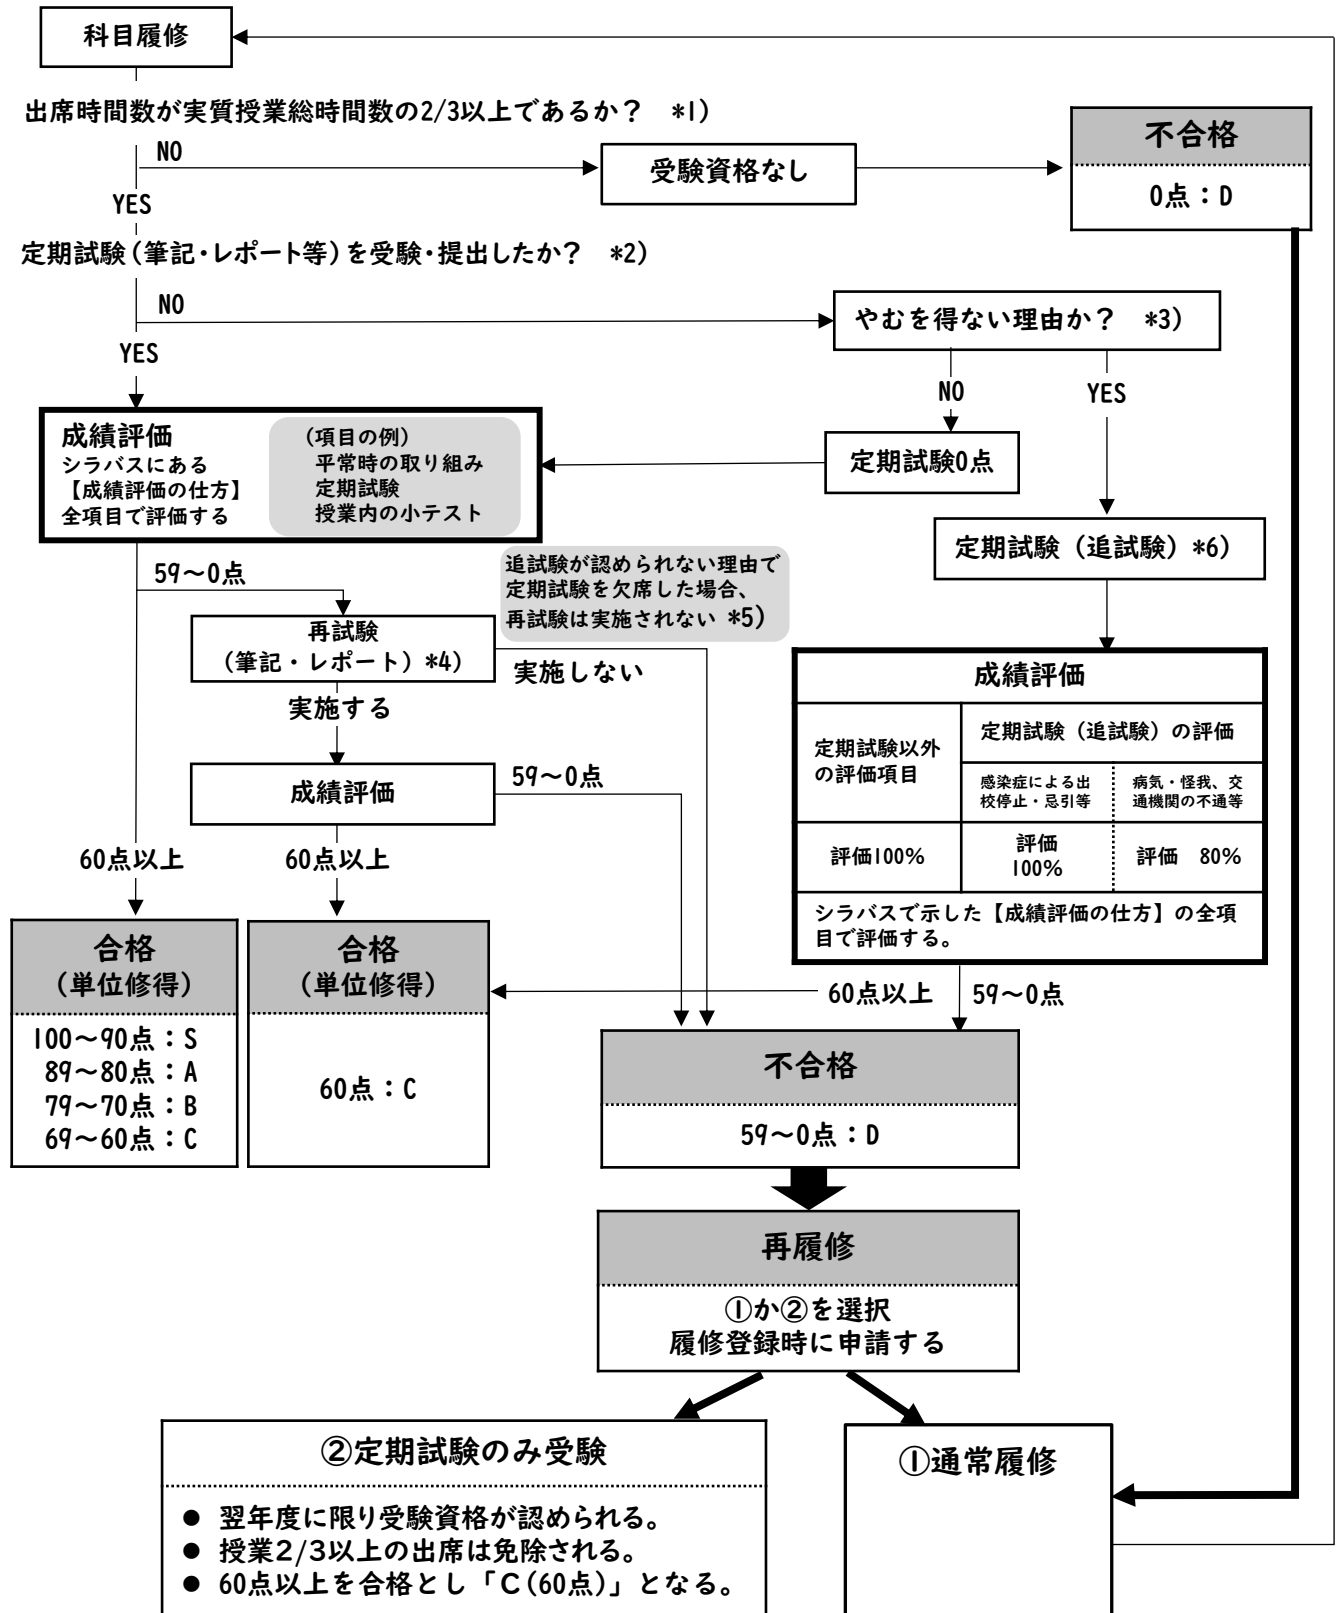 科目履修
出席時間数が実質授業総時間数の2/3以上であるか？　*1)
NO
受験資格なし
不合格
0点：D
YES
定期試験（筆記・レポート等）を受験・提出したか？　*2)
NO
やむを得ない理由か？　*3)
YES
NO
YES
成績評価
シラバスにある
【成績評価の仕方】
全項目で評価する
（項目の例）
平常時の取り組み
定期試験
授業内の小テスト
定期試験0点
定期試験（追試験）*6)
59～0点
追試験が認められない理由で
定期試験を欠席した場合、
再試験は実施されない *5)
再試験
（筆記・レポート）*4)
実施しない
実施する
成績評価
59～0点
60点以上
60点以上
成績評価
定期試験以外
の評価項目
定期試験（追試験）の評価
感染症による出
校停止・忌引等
病気・怪我、交
通機関の不通等
評価100%
評価
100%
評価　80%
シラバスで示した【成績評価の仕方】の全項
目で評価する。
60点以上
59～0点
合格
（単位修得）
100～90点：S
89～80点：A
79～70点：B
69～60点：C
合格
（単位修得）
60点：C
不合格
59～0点：D
再履修
①か②を選択
履修登録時に申請する
②定期試験のみ受験
● 翌年度に限り受験資格が認められる。
● 授業2/3以上の出席は免除される。
● 60点以上を合格とし「C(60点)」となる。
①通常履修